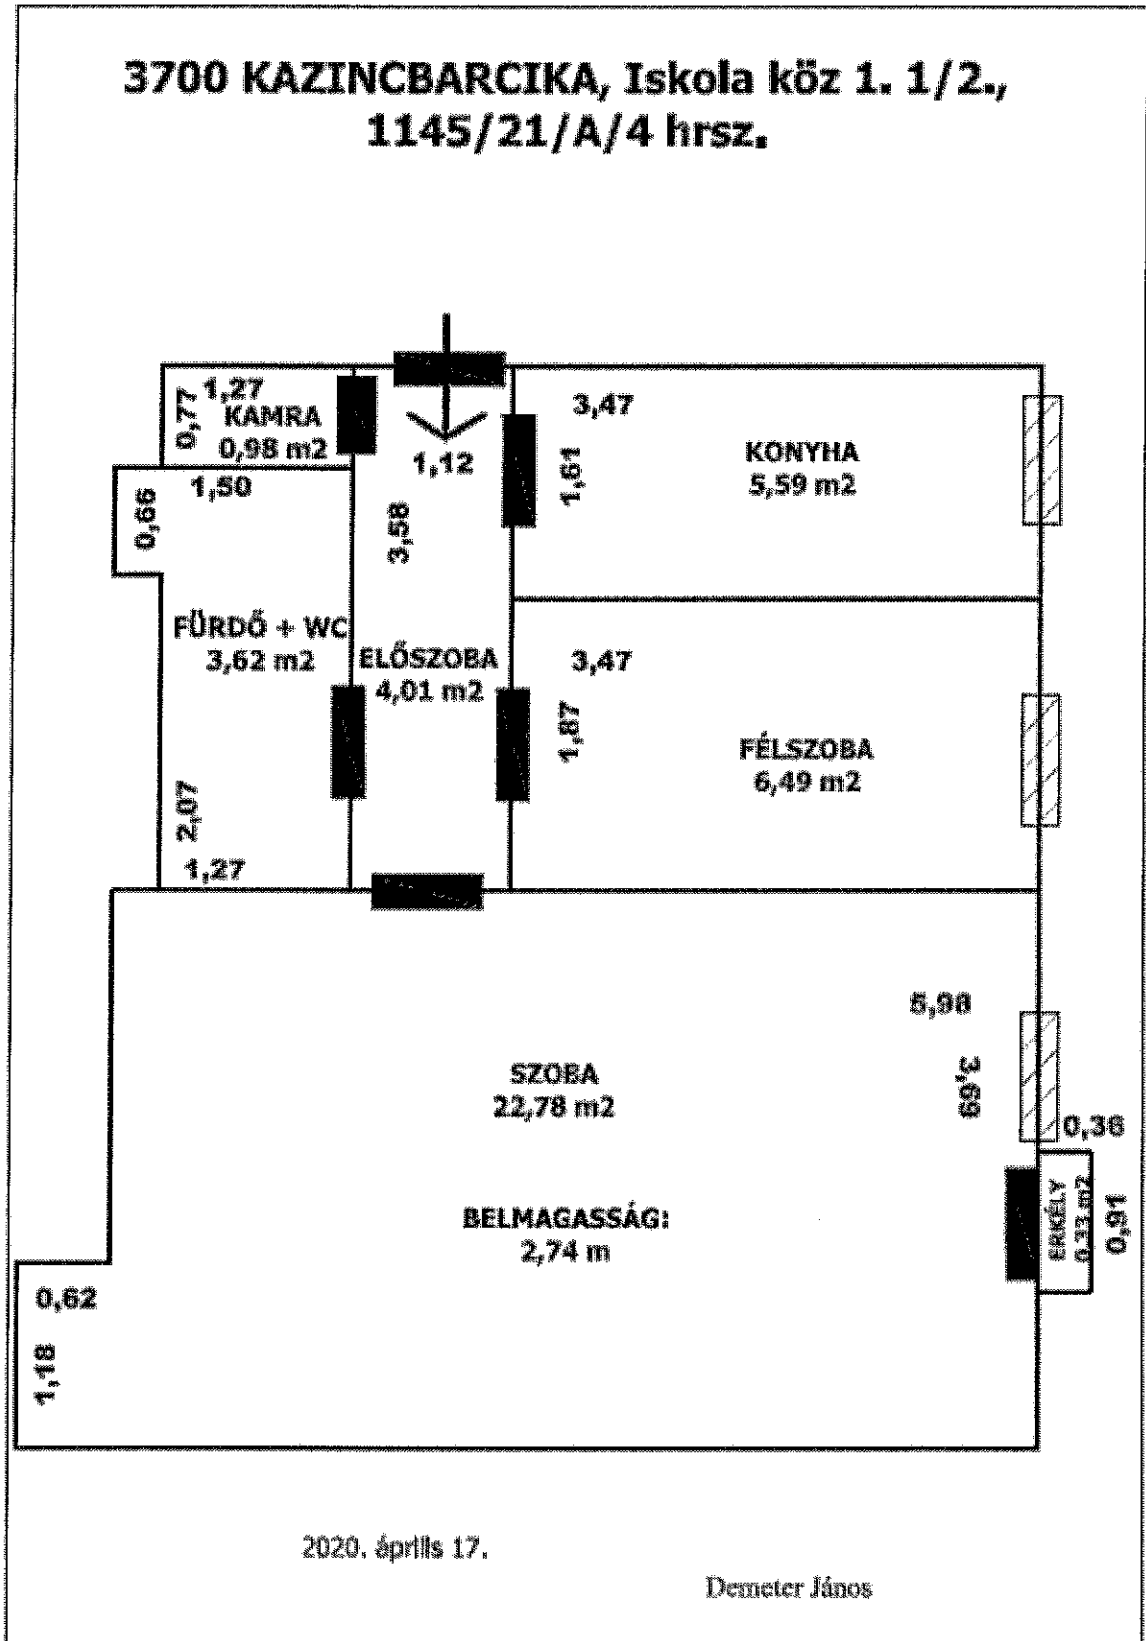 3700 KAZINCBARCIKA, Iskola köz 1. 1/2.,
1145/21/A/4 hrsz.
1,27
0,77
KAMRA
0,98 m2
1,12
3,47
1,61
KONYHA
5,59 m2
1,50
0,66
3,58
FÜRDŐ + WC
3,62 m2
ELŐSZOBA
4,01 m2
3,47
1,87
FÉLSZOBA
6,49 m2
2,07
1,27
5,98
3,69
SZOBA
22,78 m2
0,36
ERKÉLY
0,33 m2
0,91
BELMAGASSÁG:
2,74 m
0,62
1,18
2020. április 17.
Demeter János